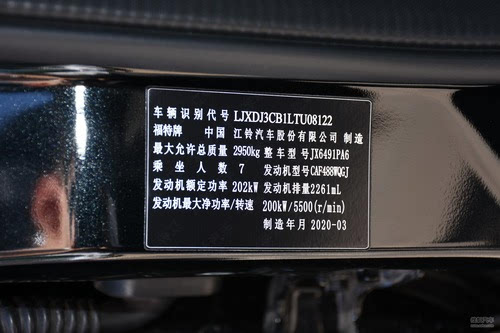 车辆识别代号 LJXDJ3CB1LTU08122
福特牌 中国 江铃汽车股份有限公司 制造
最大允许总质量 2950kg 整车型号 JX6491PA6
乘坐人数 7 发动机型号 CAF488WQGJ
发动机额定功率 202kW 发动机排量 2261mL
发动机最大净功率/转速 200kW/5500(r/min)
制造年月 2020-03